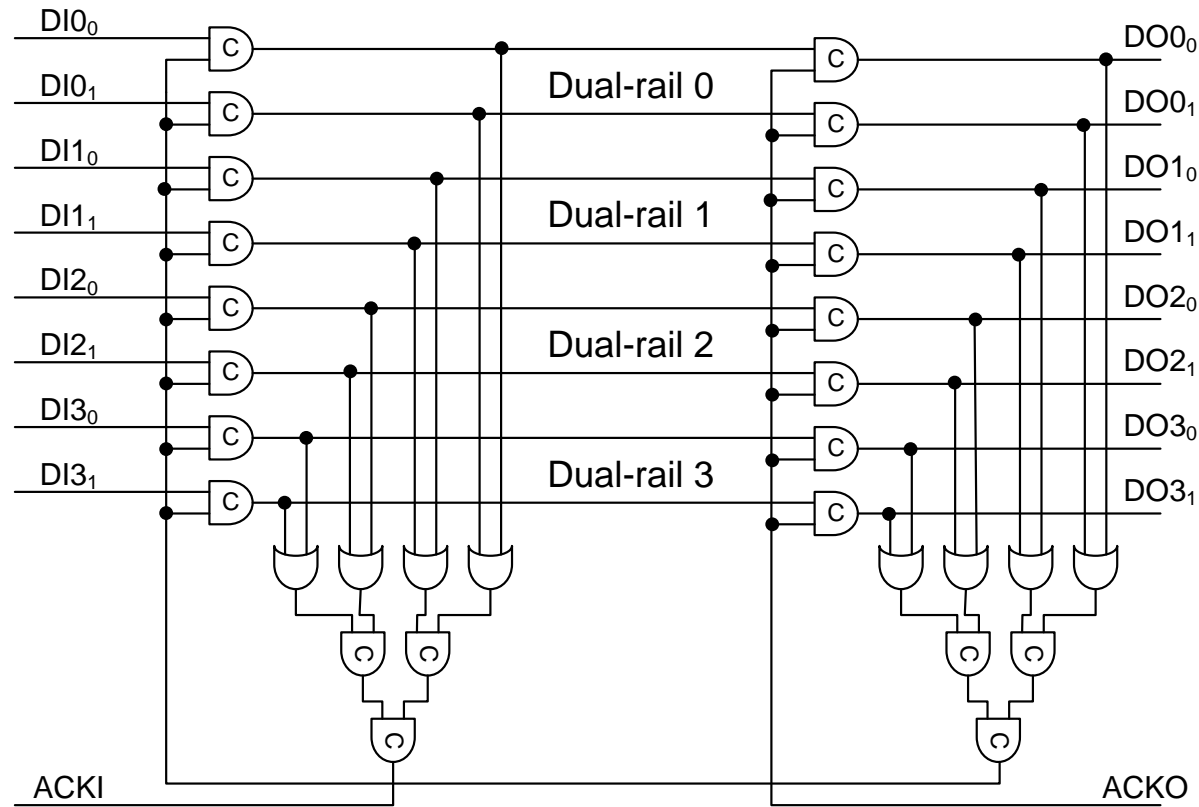 DI0₀
DI0₁
DI1₀
DI1₁
DI2₀
DI2₁
DI3₀
DI3₁
C
C
C
C
C
C
C
C
Dual-rail 0
Dual-rail 1
Dual-rail 2
Dual-rail 3
C
C
C
C
C
C
C
C
DO0₀
DO0₁
DO1₀
DO1₁
DO2₀
DO2₁
DO3₀
DO3₁
C
C
C
C
C
C
ACKI
ACKO